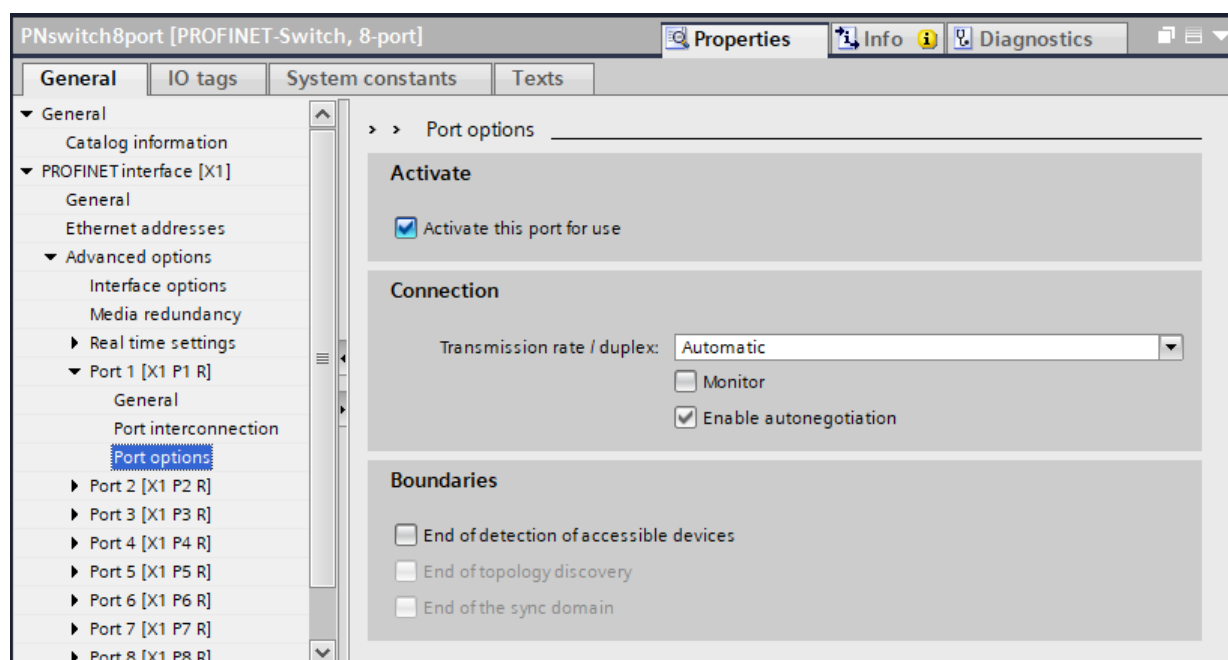 PNswitch8port [PROFINET-Switch, 8-port]
Properties
Info
Diagnostics
General
IO tags
System constants
Texts
General
Catalog information
PROFINET interface [X1]
General
Ethernet addresses
Advanced options
Interface options
Media redundancy
Real time settings
Port 1 [X1 P1 R]
General
Port interconnection
Port options
Port 2 [X1 P2 R]
Port 3 [X1 P3 R]
Port 4 [X1 P4 R]
Port 5 [X1 P5 R]
Port 6 [X1 P6 R]
Port 7 [X1 P7 R]
Port 8 [X1 P8 R]
> > Port options
Activate
Activate this port for use
Connection
Transmission rate / duplex: Automatic
Monitor
Enable autonegotiation
Boundaries
End of detection of accessible devices
End of topology discovery
End of the sync domain